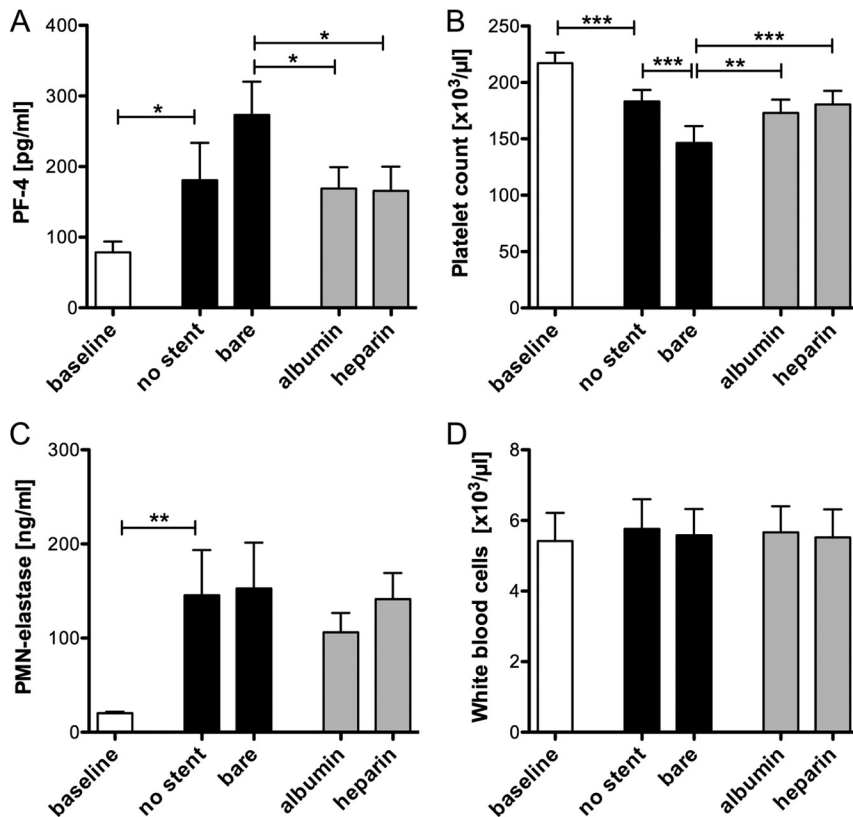 A
PF-4 [pg/ml]
400
300
200
100
0
*
*
*
baseline
no stent
bare
albumin
heparin
B
Platelet count [x10³/µl]
250
200
150
100
50
0
***
***
***
**
baseline
no stent
bare
albumin
heparin
C
PMN-elastase [ng/ml]
300
200
100
0
**
baseline
no stent
bare
albumin
heparin
D
White blood cells [x10³/µl]
8
6
4
2
0
baseline
no stent
bare
albumin
heparin